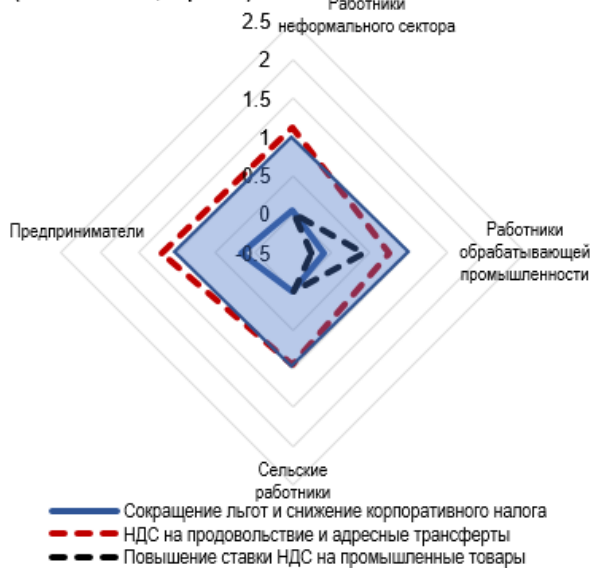 Работники
неформального сектора
2.5
2
1.5
1
0.5
0
-0.5
Предприниматели
Работники
обрабатывающей
промышленности
Сельские
работники
Сокращение льгот и снижение корпоративного налога
НДС на продовольствие и адресные трансферты
Повышение ставки НДС на промышленные товары